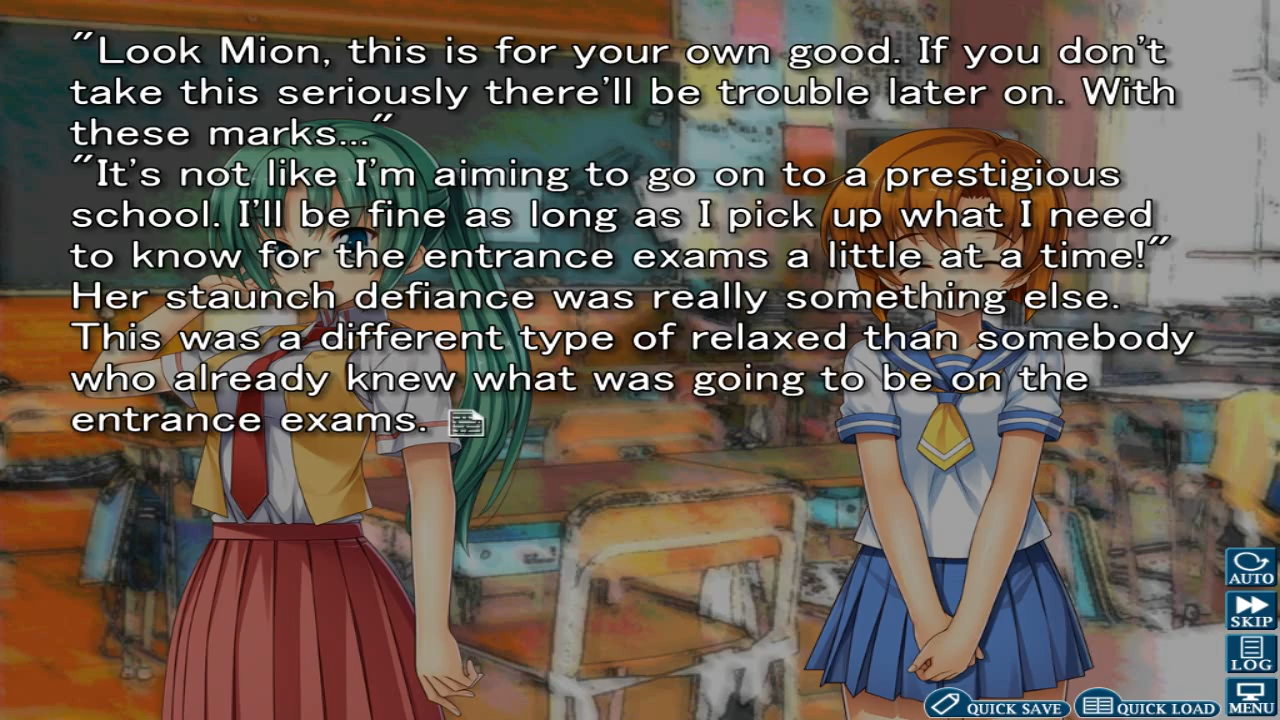 "Look Mion, this is for your own good. If you don't
take this seriously there'll be trouble later on. With
these marks..."
"It's not like I'm aiming to go on to a prestigious
school. I'll be fine as long as I pick up what I need
to know for the entrance exams a little at a time!"
Her staunch defiance was really something else.
This was a different type of relaxed than somebody
who already knew what was going to be on the
entrance exams.
AUTO
SKIP
LOG
MENU
QUICK SAVE
QUICK LOAD